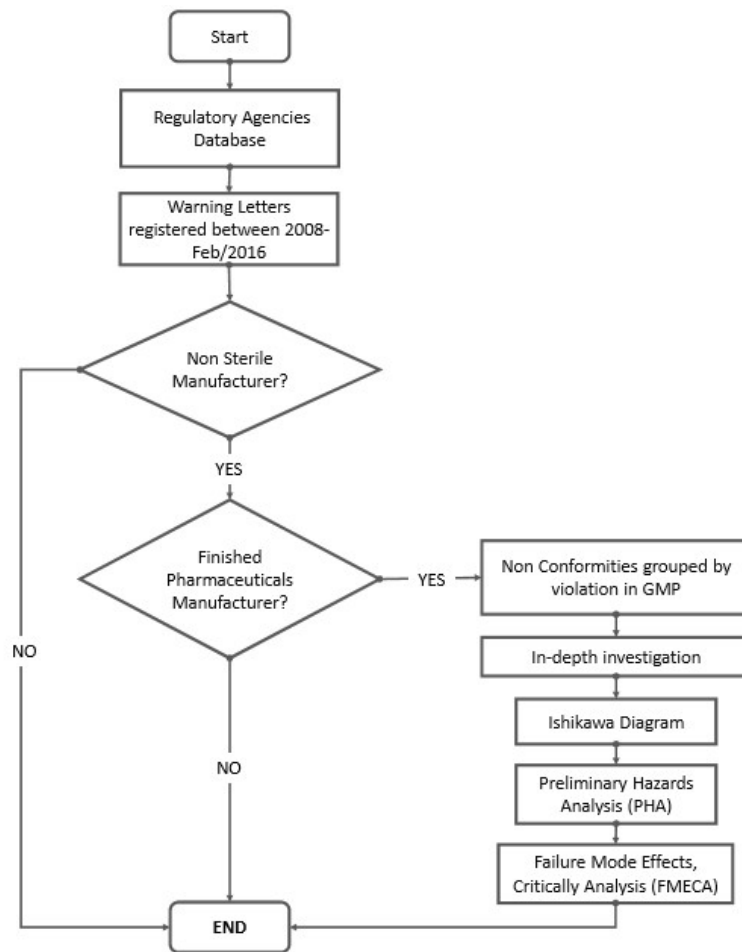 Start
Regulatory Agencies
Database
Warning Letters
registered between 2008-
Feb/2016
Non Sterile
Manufacturer?
YES
Finished
Pharmaceuticals
Manufacturer?
YES
Non Conformities grouped by
violation in GMP
In-depth investigation
Ishikawa Diagram
Preliminary Hazards
Analysis (PHA)
Failure Mode Effects,
Critically Analysis (FMECA)
NO
NO
END